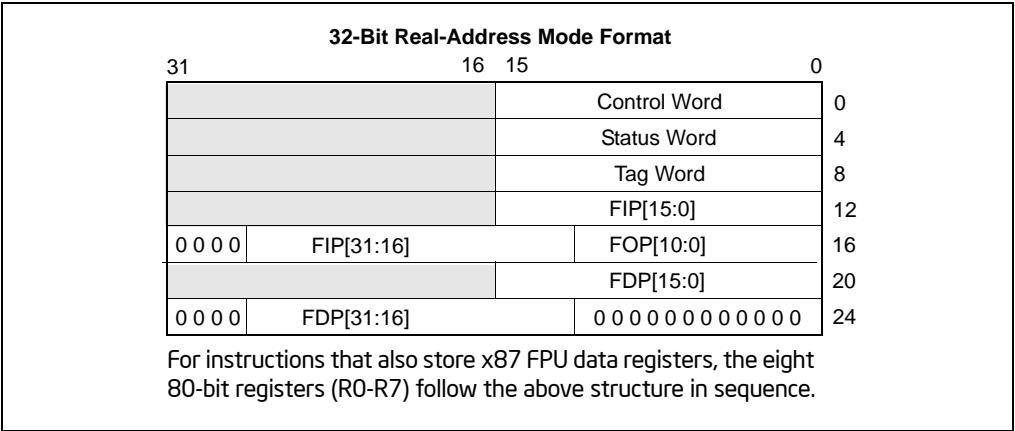 32-Bit Real-Address Mode Format
31 16 15 0
Control Word 0
Status Word 4
Tag Word 8
FIP[15:0] 12
0 0 0 0 FIP[31:16] FOP[10:0] 16
FDP[15:0] 20
0 0 0 0 FDP[31:16] 0 0 0 0 0 0 0 0 0 0 0 0 24
For instructions that also store x87 FPU data registers, the eight
80-bit registers (R0-R7) follow the above structure in sequence.